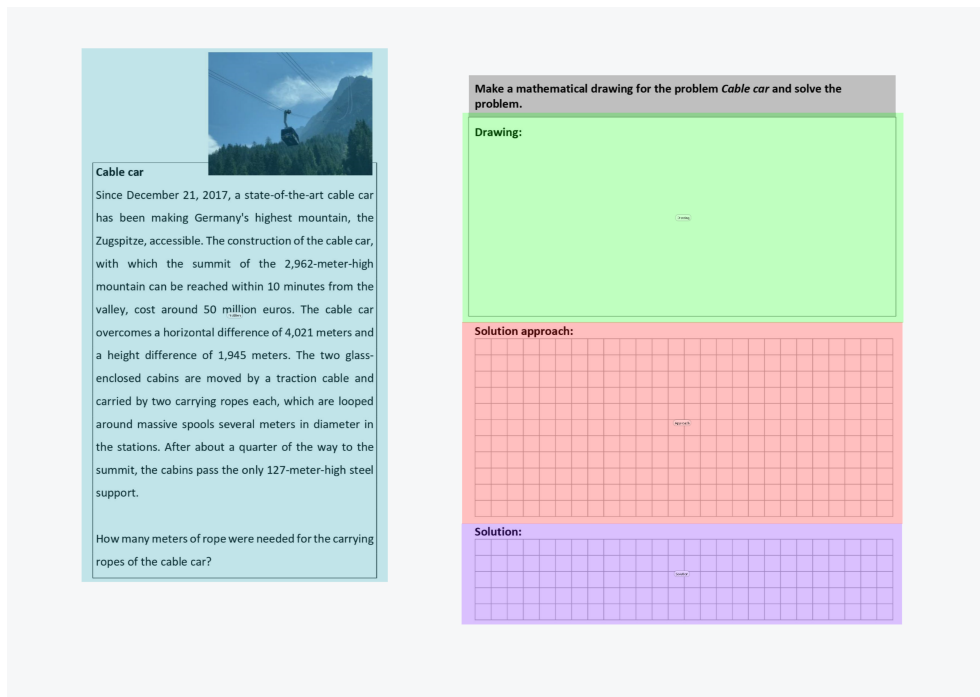 Cable car
Since December 21, 2017, a state-of-the-art cable car
has been making Germany's highest mountain, the
Zugspitze, accessible. The construction of the cable car,
with which the summit of the 2,962-meter-high
mountain can be reached within 10 minutes from the
valley, cost around 50 million euros. The cable car
overcomes a horizontal difference of 4,021 meters and
a height difference of 1,945 meters. The two glass-
enclosed cabins are moved by a traction cable and
carried by two carrying ropes each, which are looped
around massive spools several meters in diameter in
the stations. After about a quarter of the way to the
summit, the cabins pass the only 127-meter-high steel
support.
How many meters of rope were needed for the carrying
ropes of the cable car?
Make a mathematical drawing for the problem Cable car and solve the
problem.
Drawing:
Solution approach:
Solution: